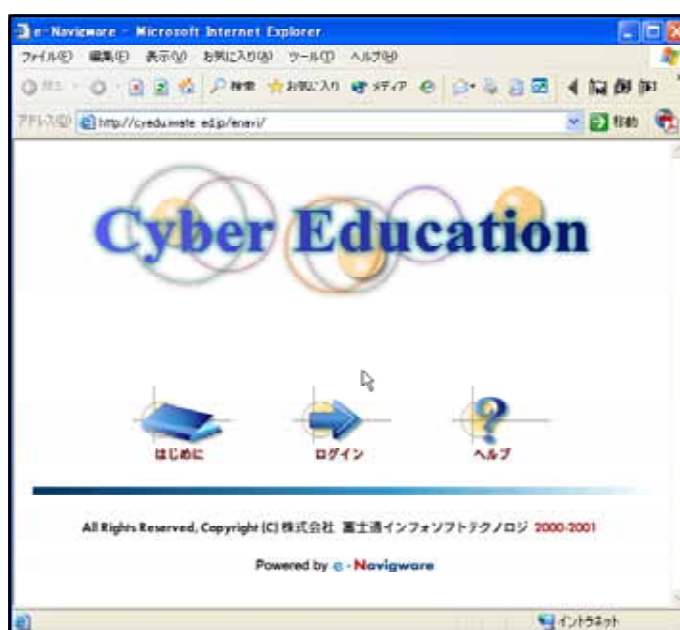 e-Navigware - Microsoft Internet Explorer
ファイル(F) 編集(E) 表示(V) お気に入り(A) ツール(T) ヘルプ(H)
検索 お気に入り メディア
アドレス(D) 移動
Cyber Education
はじめに ログイン ヘルプ
All Rights Reserved, Copyright (C) 株式会社 富士通インフォソフトテクノロジ 2000-2001
Powered by e-Navigware
イントラネット